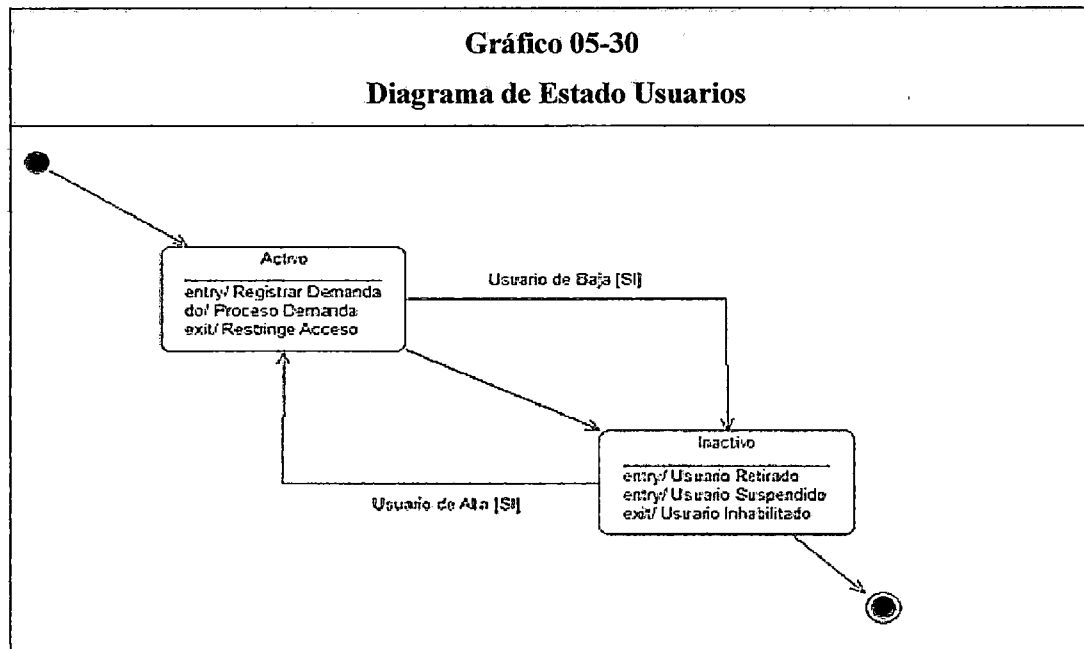 Gráfico 05-30
Diagrama de Estado Usuarios
Activo
entry/ Registrar Demanda
do/ Proceso Demanda
exit/ Restringe Acceso
Usuario de Baja [SI]
Inactivo
entry/ Usuario Retirado
entry/ Usuario Suspendido
exit/ Usuario Inhabilitado
Usuario de Alta [SI]